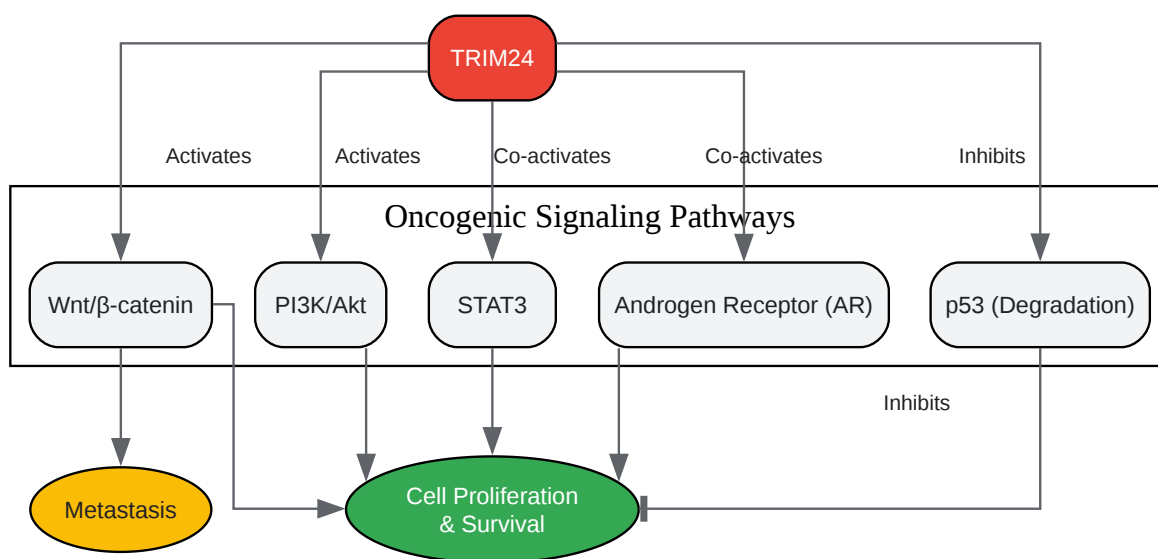 TRIM24
Activates
Activates
Co-activates
Co-activates
Inhibits
Oncogenic Signaling Pathways
Wnt/β-catenin
PI3K/Akt
STAT3
Androgen Receptor (AR)
p53 (Degradation)
Inhibits
Metastasis
Cell Proliferation
& Survival